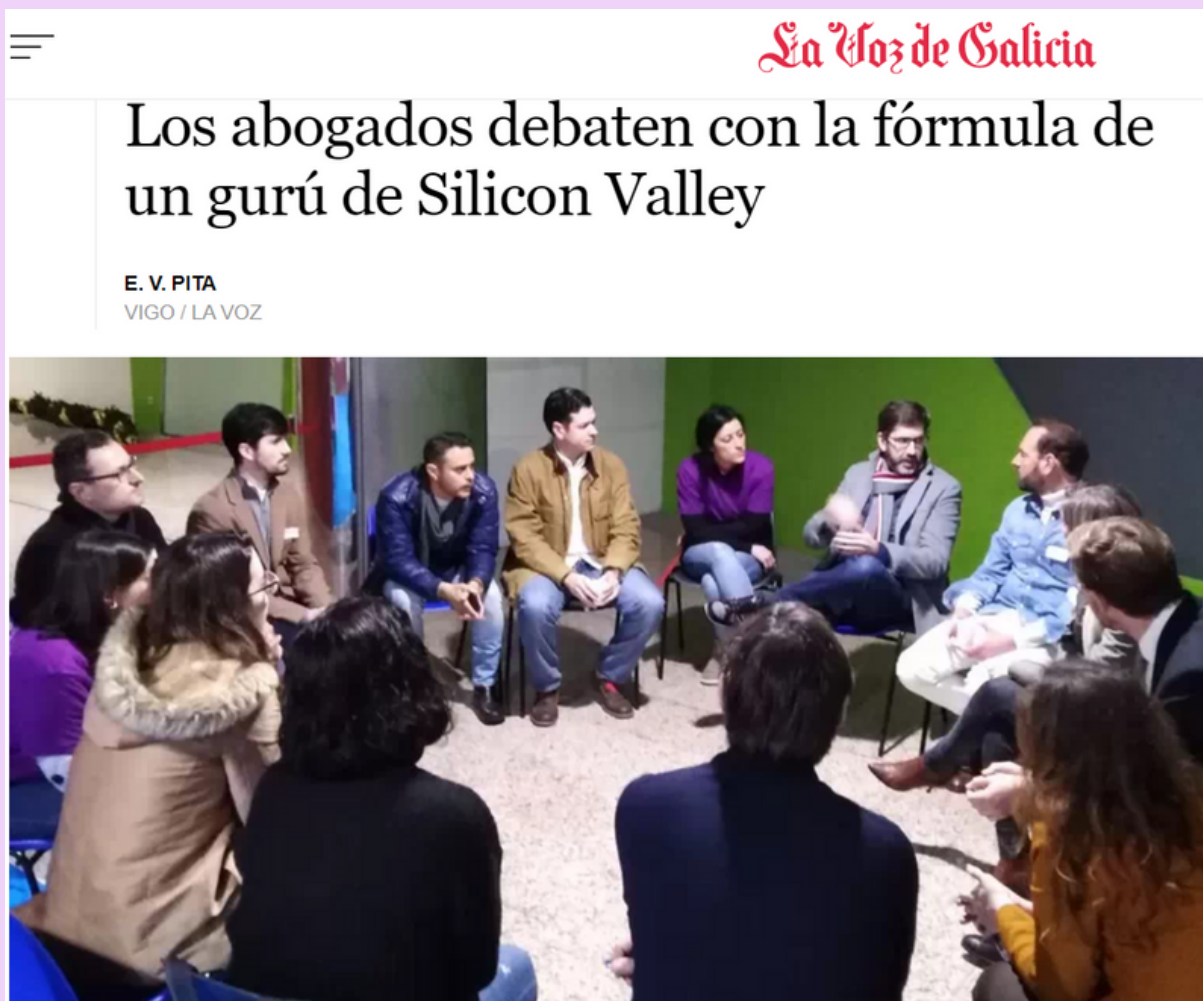 La Voz de Galicia
Los abogados debaten con la fórmula de
un gurú de Silicon Valley
E. V. PITA
VIGO / LA VOZ